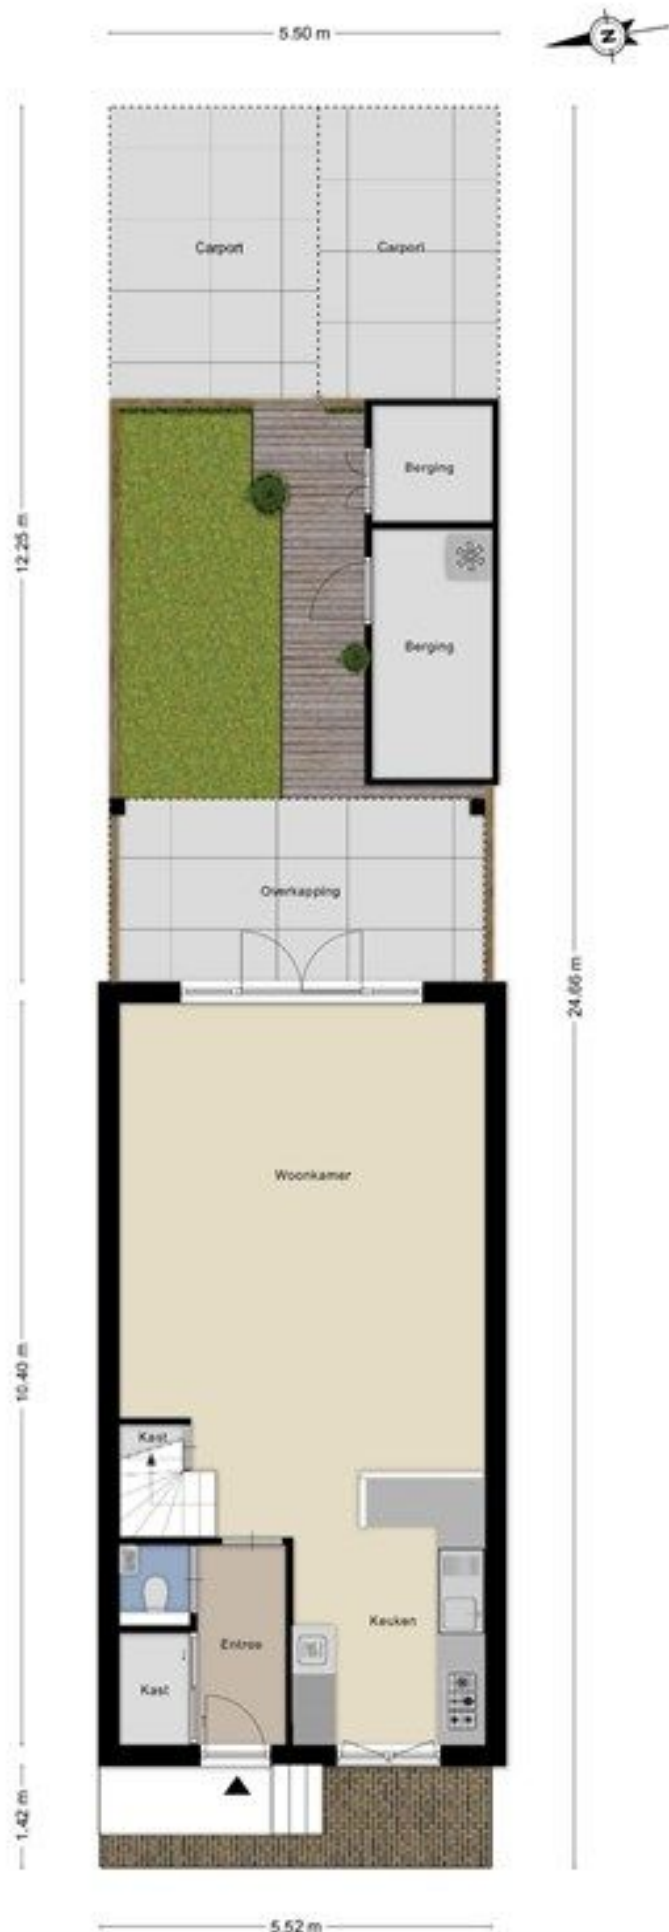 5.50 m
N
Carport
Carport
Berging
12.25 m
Berging
Overkapping
24.66 m
Woonkamer
10.40 m
Kast
Keuken
Entree
Kast
1.42 m
5.52 m